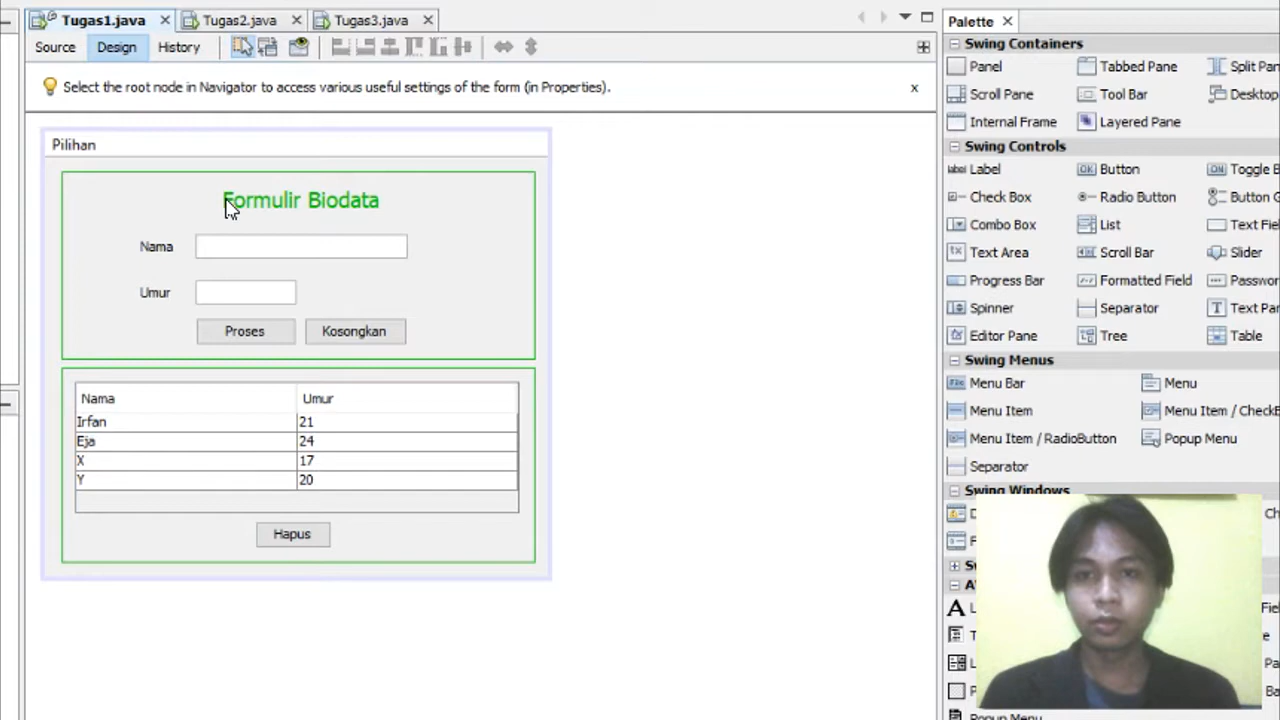 Tugas1.java
Tugas2.java
Tugas3.java
Source
Design
History
Select the root node in Navigator to access various useful settings of the form (in Properties).
x
Pilihan
Formulir Biodata
Nama
Umur
Proses
Kosongkan
Nama Umur
Irfan 21
Eja 24
X 17
Y 20
Hapus
Palette
Swing Containers
Panel
Tabbed Pane
Split Pan
Scroll Pane
Tool Bar
Desktop
Internal Frame
Layered Pane
Swing Controls
label Label
OK Button
ON Toggle B
Check Box
Radio Button
Button G
Combo Box
List
Text Fie
Text Area
Scroll Bar
Slider
Progress Bar
Formatted Field
Passwo
Spinner
Separator
T Text Pa
Editor Pane
Tree
Table
Swing Menus
File Menu Bar
Menu
Menu Item
Menu Item / CheckB
Menu Item / RadioButton
Popup Menu
Separator
Swing Windows